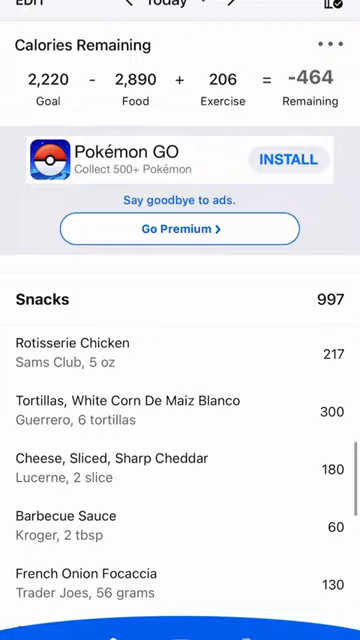 EDIT
Today
Calories Remaining
2,220 - 2,890 + 206 = -464
Goal Food Exercise Remaining
Pokémon GO
Collect 500+ Pokémon
INSTALL
Say goodbye to ads.
Go Premium >
Snacks 997
Rotisserie Chicken
Sams Club, 5 oz
217
Tortillas, White Corn De Maiz Blanco
Guerrero, 6 tortillas
300
Cheese, Sliced, Sharp Cheddar
Lucerne, 2 slice
180
Barbecue Sauce
Kroger, 2 tbsp
60
French Onion Focaccia
Trader Joes, 56 grams
130